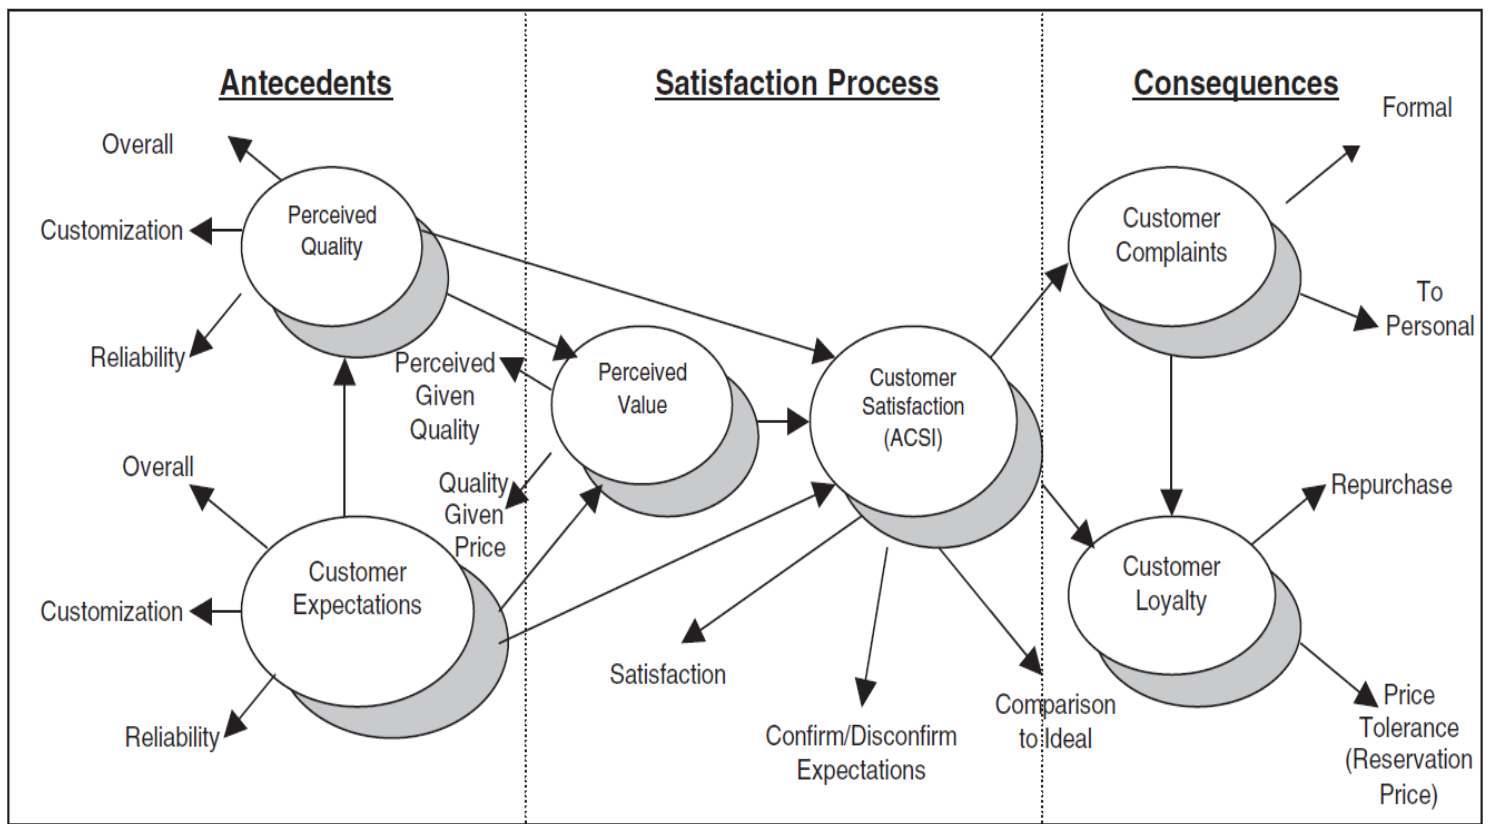 Antecedents
Satisfaction Process
Consequences
Overall
Customization
Reliability
Perceived
Quality
Overall
Customization
Reliability
Customer
Expectations
Perceived
Given
Quality
Quality
Given
Price
Perceived
Value
Customer
Satisfaction
(ACSI)
Satisfaction
Confirm/Disconfirm
Expectations
Comparison
to Ideal
Formal
Customer
Complaints
To
Personal
Repurchase
Customer
Loyalty
Price
Tolerance
(Reservation
Price)